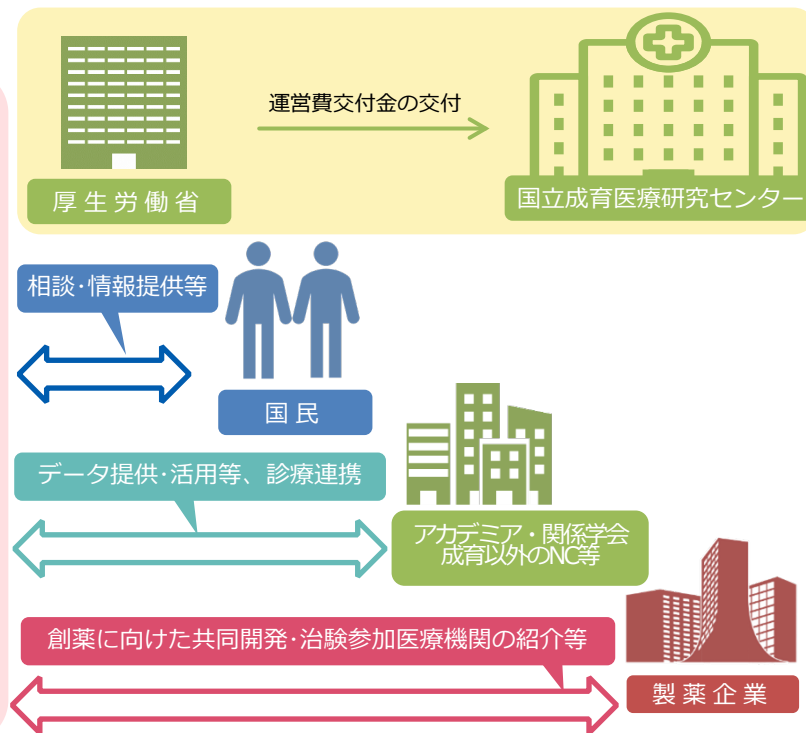 運営費交付金の交付
厚生労働省
国立成育医療研究センター
相談・情報提供等
国民
データ提供・活用等、診療連携
アカデミア・関係学会
成育以外のNC等
創薬に向けた共同開発・治験参加医療機関の紹介等
製薬企業